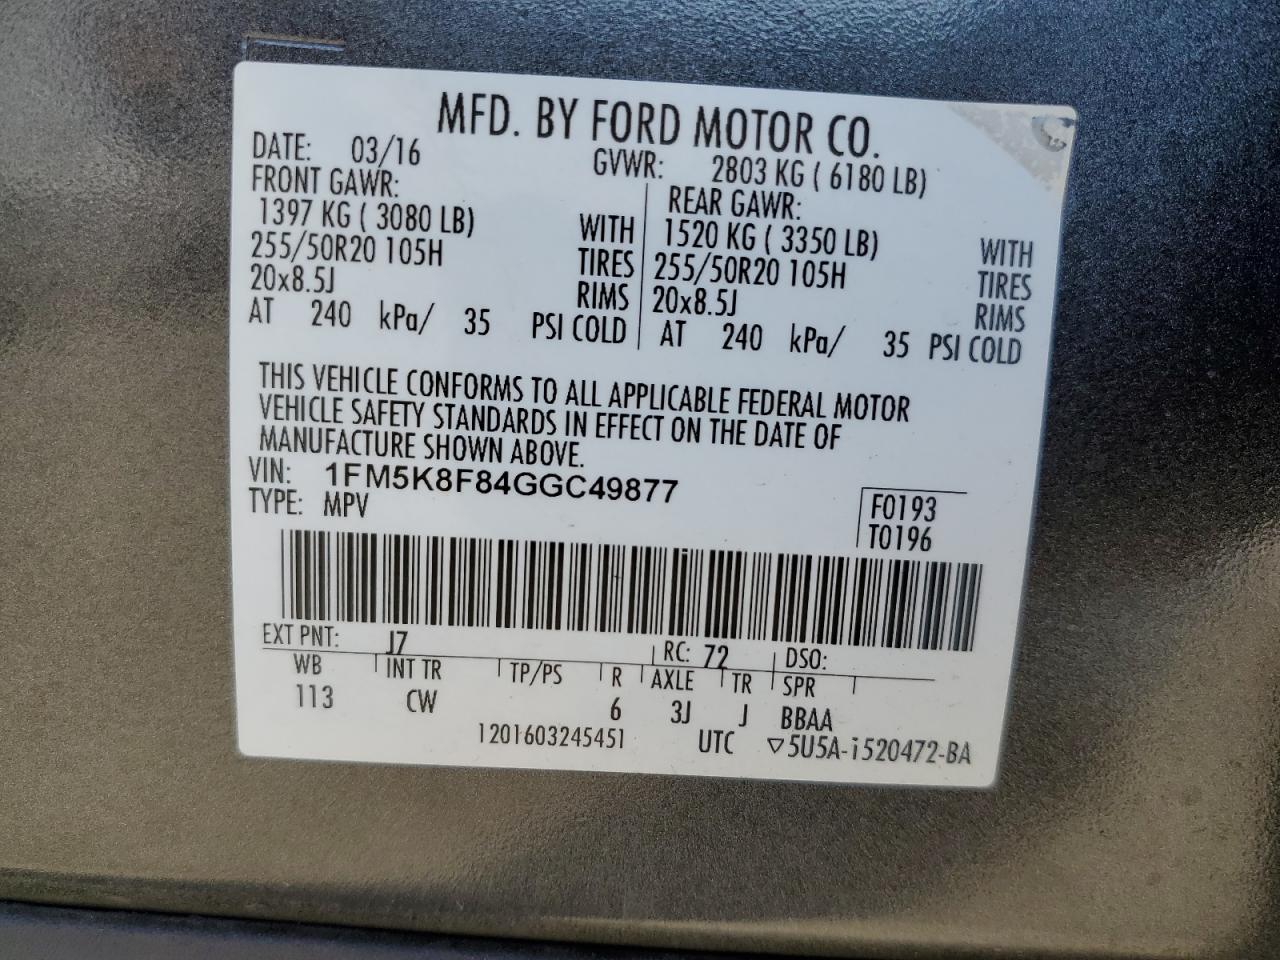 MFD. BY FORD MOTOR CO.
DATE: 03/16 GVWR: 2803 KG ( 6180 LB)
FRONT GAWR: REAR GAWR:
1397 KG ( 3080 LB) WITH 1520 KG ( 3350 LB) WITH
255/50R20 105H TIRES 255/50R20 105H TIRES
20x8.5J RIMS 20x8.5J RIMS
AT 240 kPa/ 35 PSI COLD AT 240 kPa/ 35 PSI COLD
THIS VEHICLE CONFORMS TO ALL APPLICABLE FEDERAL MOTOR
VEHICLE SAFETY STANDARDS IN EFFECT ON THE DATE OF
MANUFACTURE SHOWN ABOVE.
VIN: 1FM5K8F84GGC49877
TYPE: MPV
F0193
T0196
EXT PNT: J7 RC: 72 DSO:
WB INT TR TP/PS R AXLE TR SPR
113 CW 6 3J J BBAA
1201603245451 UTC ▽5U5A-1520472-BA